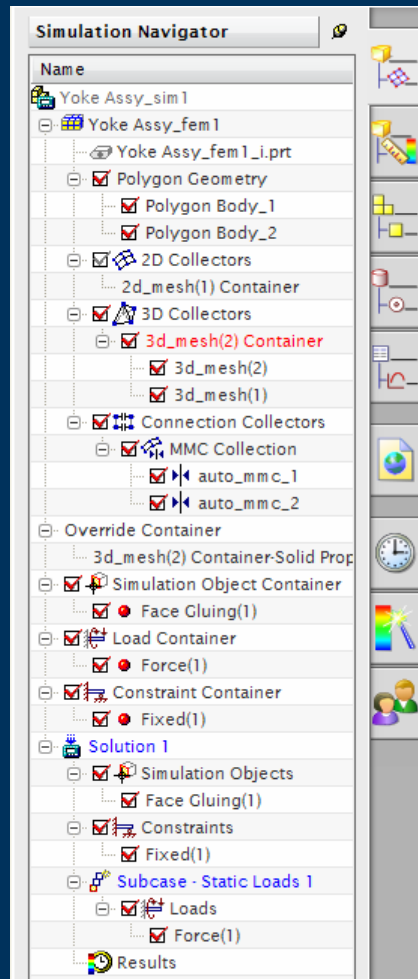 Simulation Navigator
Name
Yoke Assy_sim1
Yoke Assy_fem1
Yoke Assy_fem1_i.prt
Polygon Geometry
Polygon Body_1
Polygon Body_2
2D Collectors
2d_mesh(1) Container
3D Collectors
3d_mesh(2) Container
3d_mesh(2)
3d_mesh(1)
Connection Collectors
MMC Collection
auto_mmc_1
auto_mmc_2
Override Container
3d_mesh(2) Container-Solid Prop
Simulation Object Container
Face Gluing(1)
Load Container
Force(1)
Constraint Container
Fixed(1)
Solution 1
Simulation Objects
Face Gluing(1)
Constraints
Fixed(1)
Subcase - Static Loads 1
Loads
Force(1)
Results